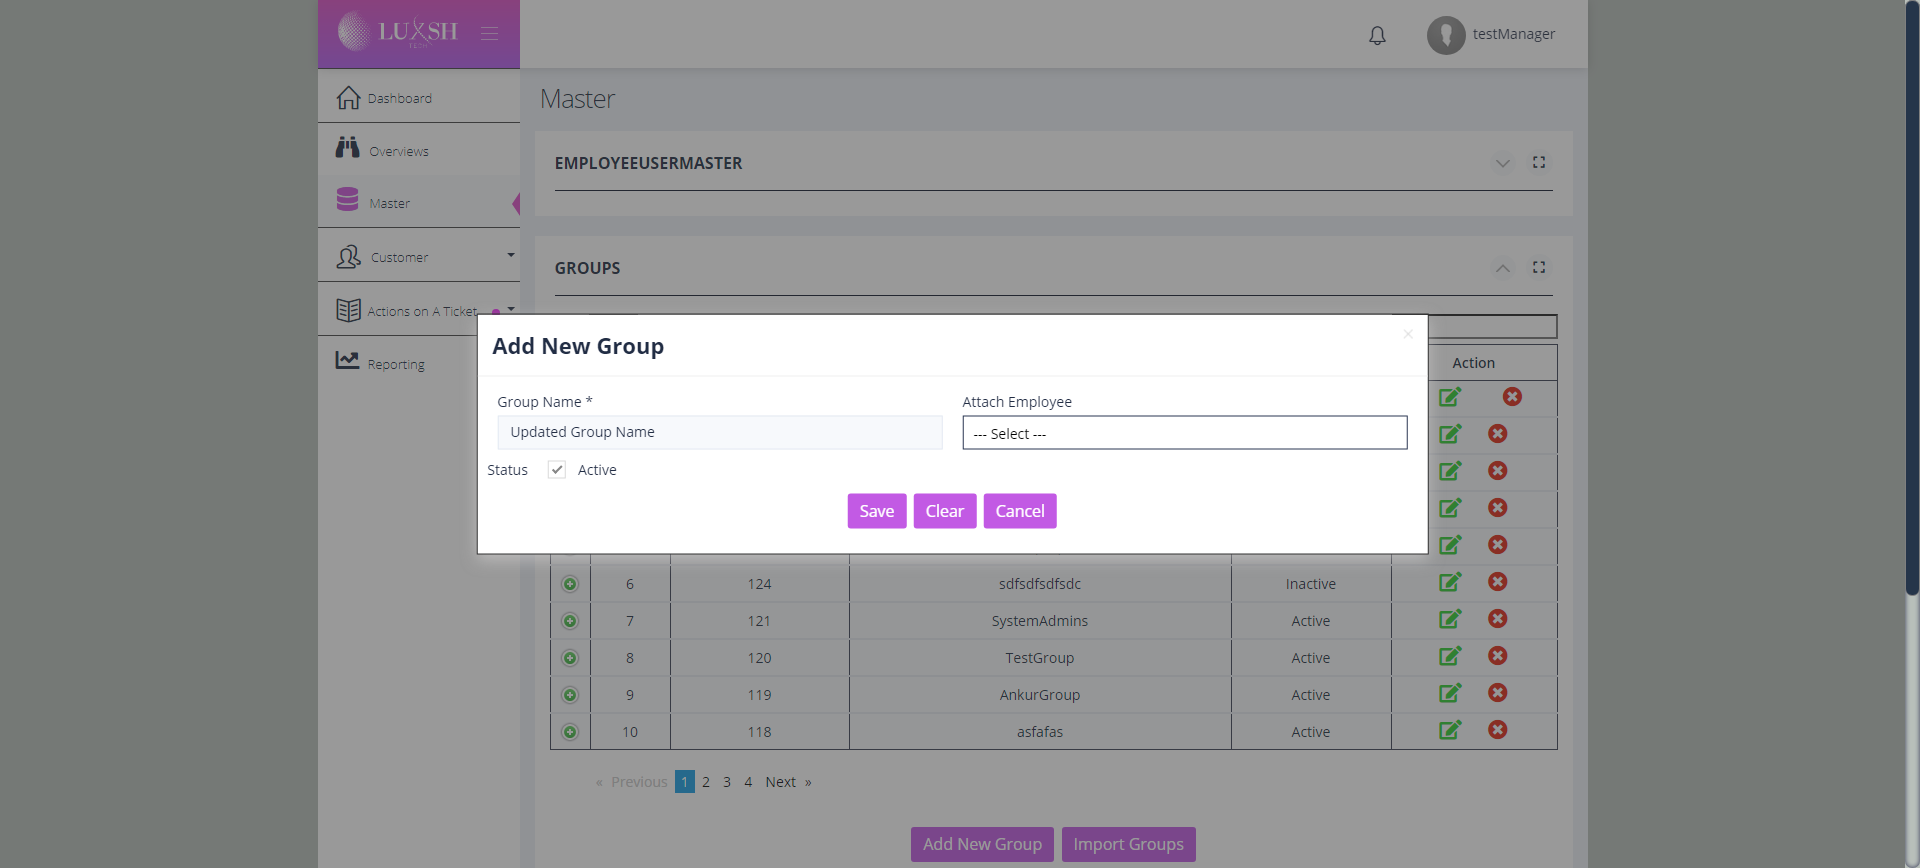 LUXSH
testManager
Dashboard
Overviews
Master
Customer
Actions on A Ticket
Reporting
Master
EMPLOYEEUSERMASTER
GROUPS
Action
Add New Group
×
Group Name *
Attach Employee
Updated Group Name
--- Select ---
Status Active
Save Clear Cancel
6 124 sdfsdfsdfsdc Inactive
7 121 SystemAdmins Active
8 120 TestGroup Active
9 119 AnkurGroup Active
10 118 asfafas Active
« Previous 1 2 3 4 Next »
Add New Group Import Groups